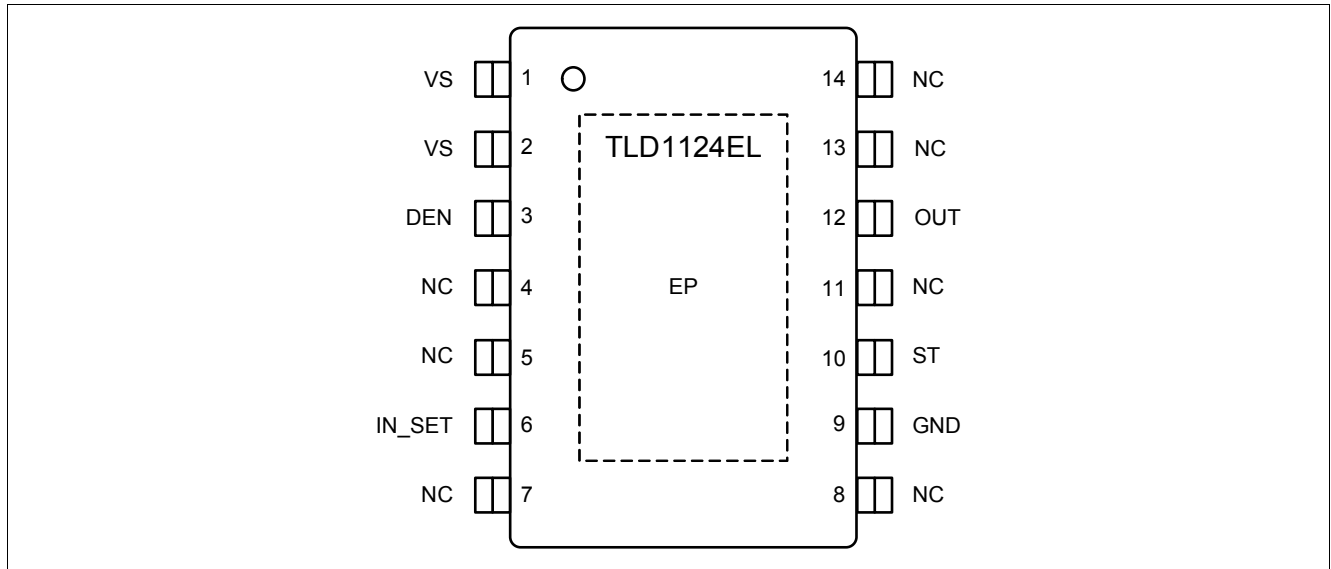 VS 1 14 NC
VS 2 TLD1124EL 13 NC
DEN 3 12 OUT
NC 4 EP 11 NC
NC 5 10 ST
IN_SET 6 9 GND
NC 7 8 NC